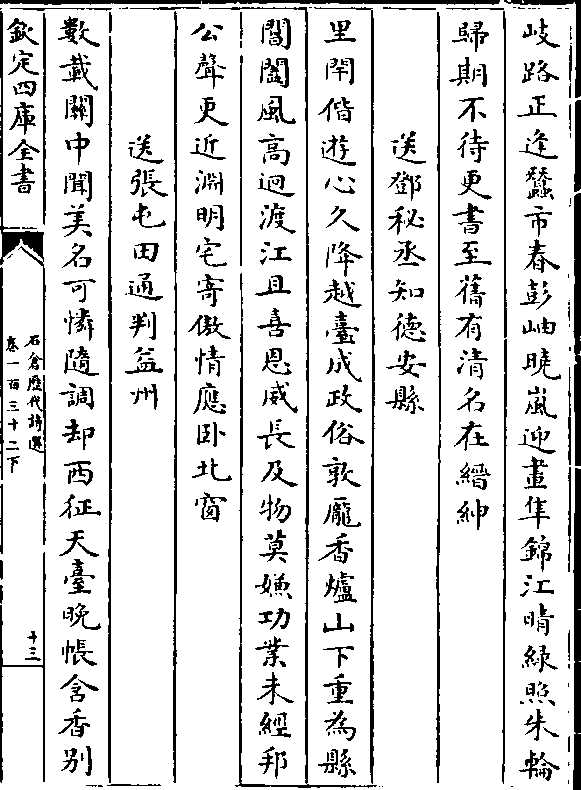 岐路正逢蠶市春彭岫曉嵐迎畫隼錦江晴綠照朱輪
歸期不待更書至舊有清名在縉紳
送鄧秘丞知德安縣
里閈偕遊心久降越臺成政俗敦龐香爐山下重為縣
閶闔風高迥渡江且喜恩威長及物莫嫌功業未經邦
公聲更近淵明宅寄傲情應卧北窗
送張屯田通判益州
數載關中聞美名可憐隨調却西征天臺晩帳含香别
欽定四庫全書
石倉歷代詩選
卷一百三十二下
十三